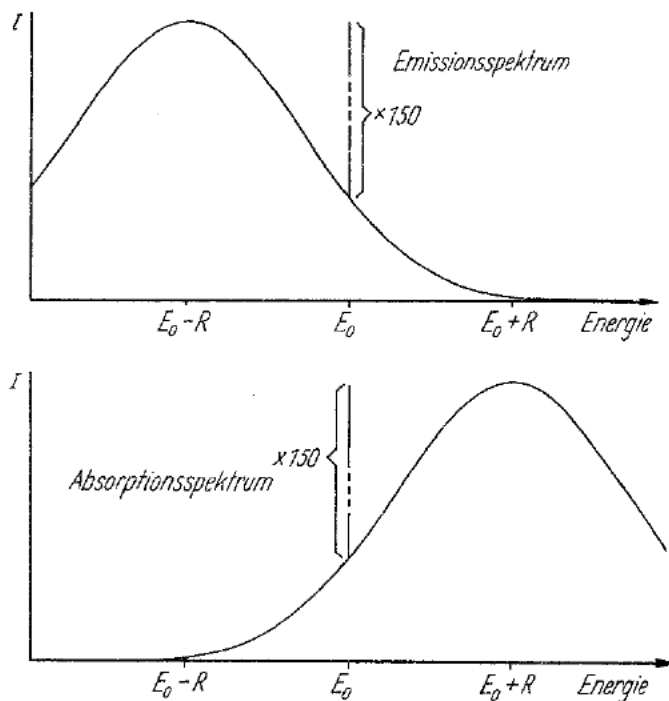 I
Emissionsspektrum
×150
E₀−R E₀ E₀+R Energie
I
×150
Absorptionsspektrum
E₀−R E₀ E₀+R Energie